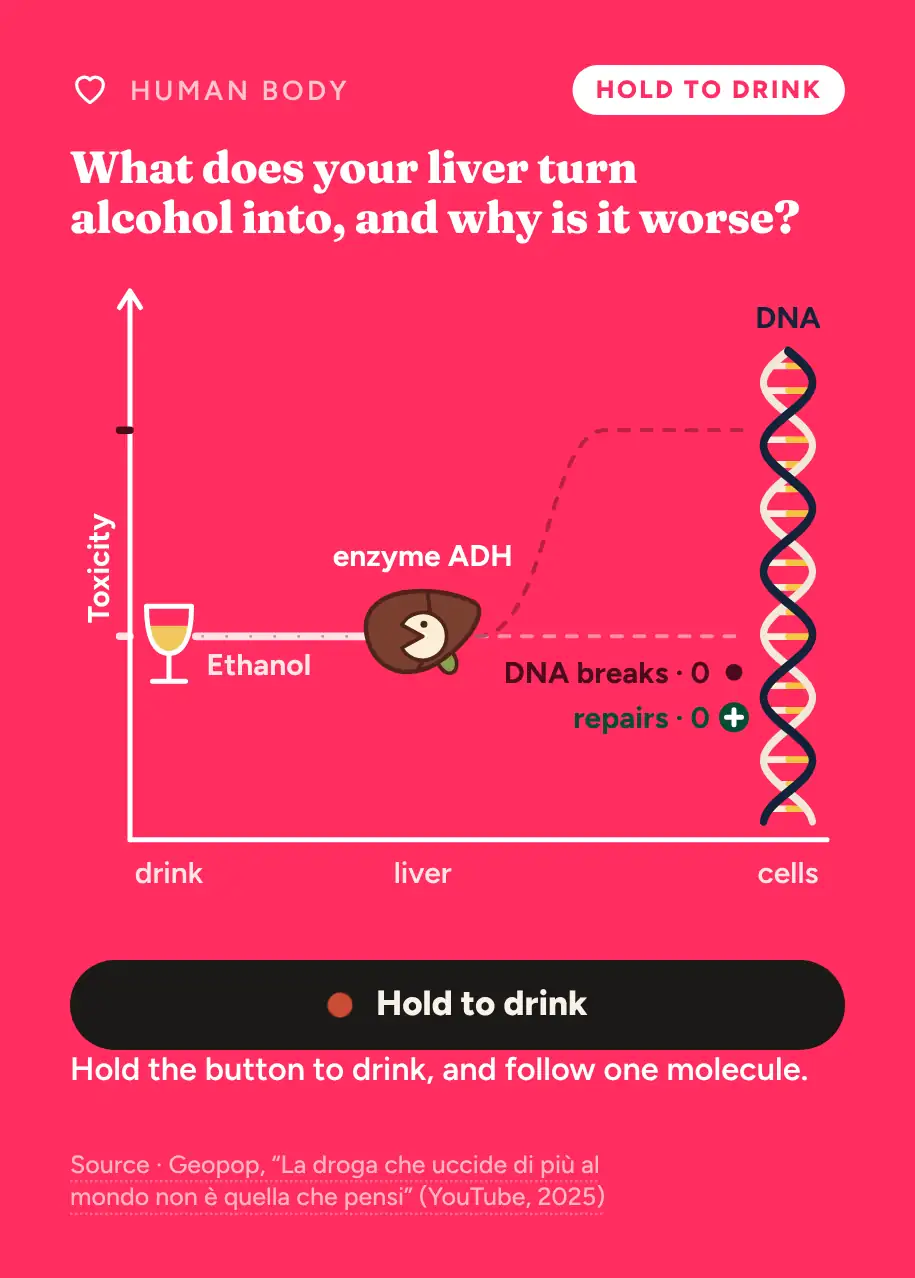 HUMAN BODY
HOLD TO DRINK
What does your liver turn
alcohol into, and why is it worse?
DNA
Toxicity
enzyme ADH
Ethanol
DNA breaks · 0
repairs · 0
drink
liver
cells
Hold to drink
Hold the button to drink, and follow one molecule.
Source · Geopop, “La droga che uccide di più al
mondo non è quella che pensi” (YouTube, 2025)